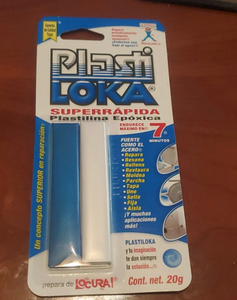 Plasti
LOKA®
SUPERRÁPIDA
Plastilina Epóxica
ENDURECE
MÁXIMO EN:
7
MINUTOS
FUERTE
COMO EL
ACERO
• Repara
• Resana
• Rellena
• Restaura
• Moldea
• Parcha
• Tapa
• Une
• Sella
• Fija
• Aísla
¡Y muchas
aplicaciones
más!
Un concepto SUPERIOR en reparación
PLASTILOKA
y tu imaginación
te dan siempre
la solución
¡repara de LOCURA!
Cont. net. 20g